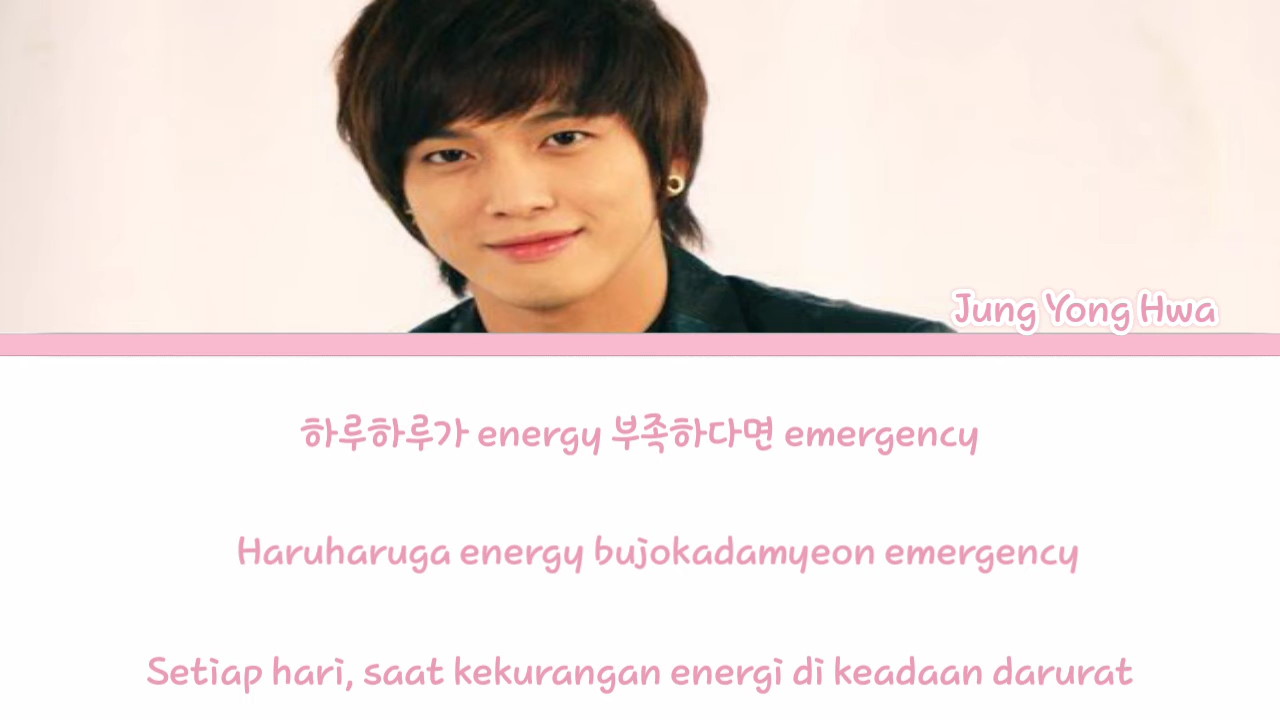 Jung Yong Hwa
하루하루가 energy 부족하다면 emergency
Haruharuga energy bujokadamyeon emergency
Setiap hari, saat kekurangan energi di keadaan darurat